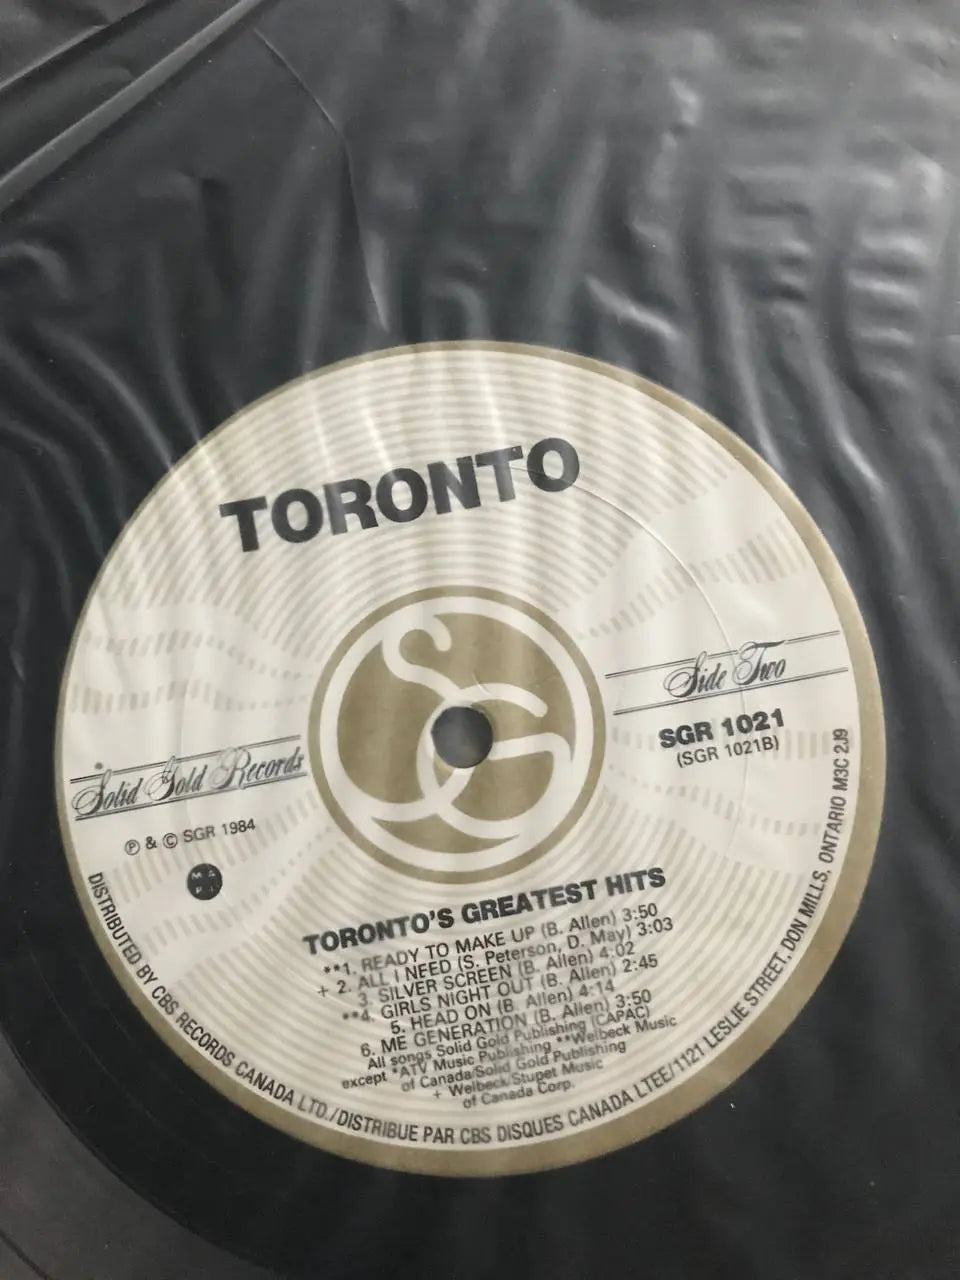 TORONTO
Side Two
SGR 1021
(SGR 1021B)
Solid Gold Records
Ⓟ & © SGR 1984
MAPL
TORONTO'S GREATEST HITS
**1. READY TO MAKE UP (B. Allen) 3:50
+ 2. ALL I NEED (S. Peterson, D. May) 3:03
3. SILVER SCREEN (B. Allen) 4:02
**4. GIRLS NIGHT OUT (B. Allen) 2:45
5. HEAD ON (B. Allen) 4:14
6. ME GENERATION (B. Allen) 3:50
All songs Solid Gold Publishing (CAPAC)
except *ATV Music Publishing **Welbeck Music
of Canada/Solid Gold Publishing
+ Welbeck/Stupet Music
of Canada Corp.
DISTRIBUTED BY CBS RECORDS CANADA LTD./DISTRIBUE PAR CBS DISQUES CANADA LTEE/1121 LESLIE STREET, DON MILLS, ONTARIO M3C 2J9